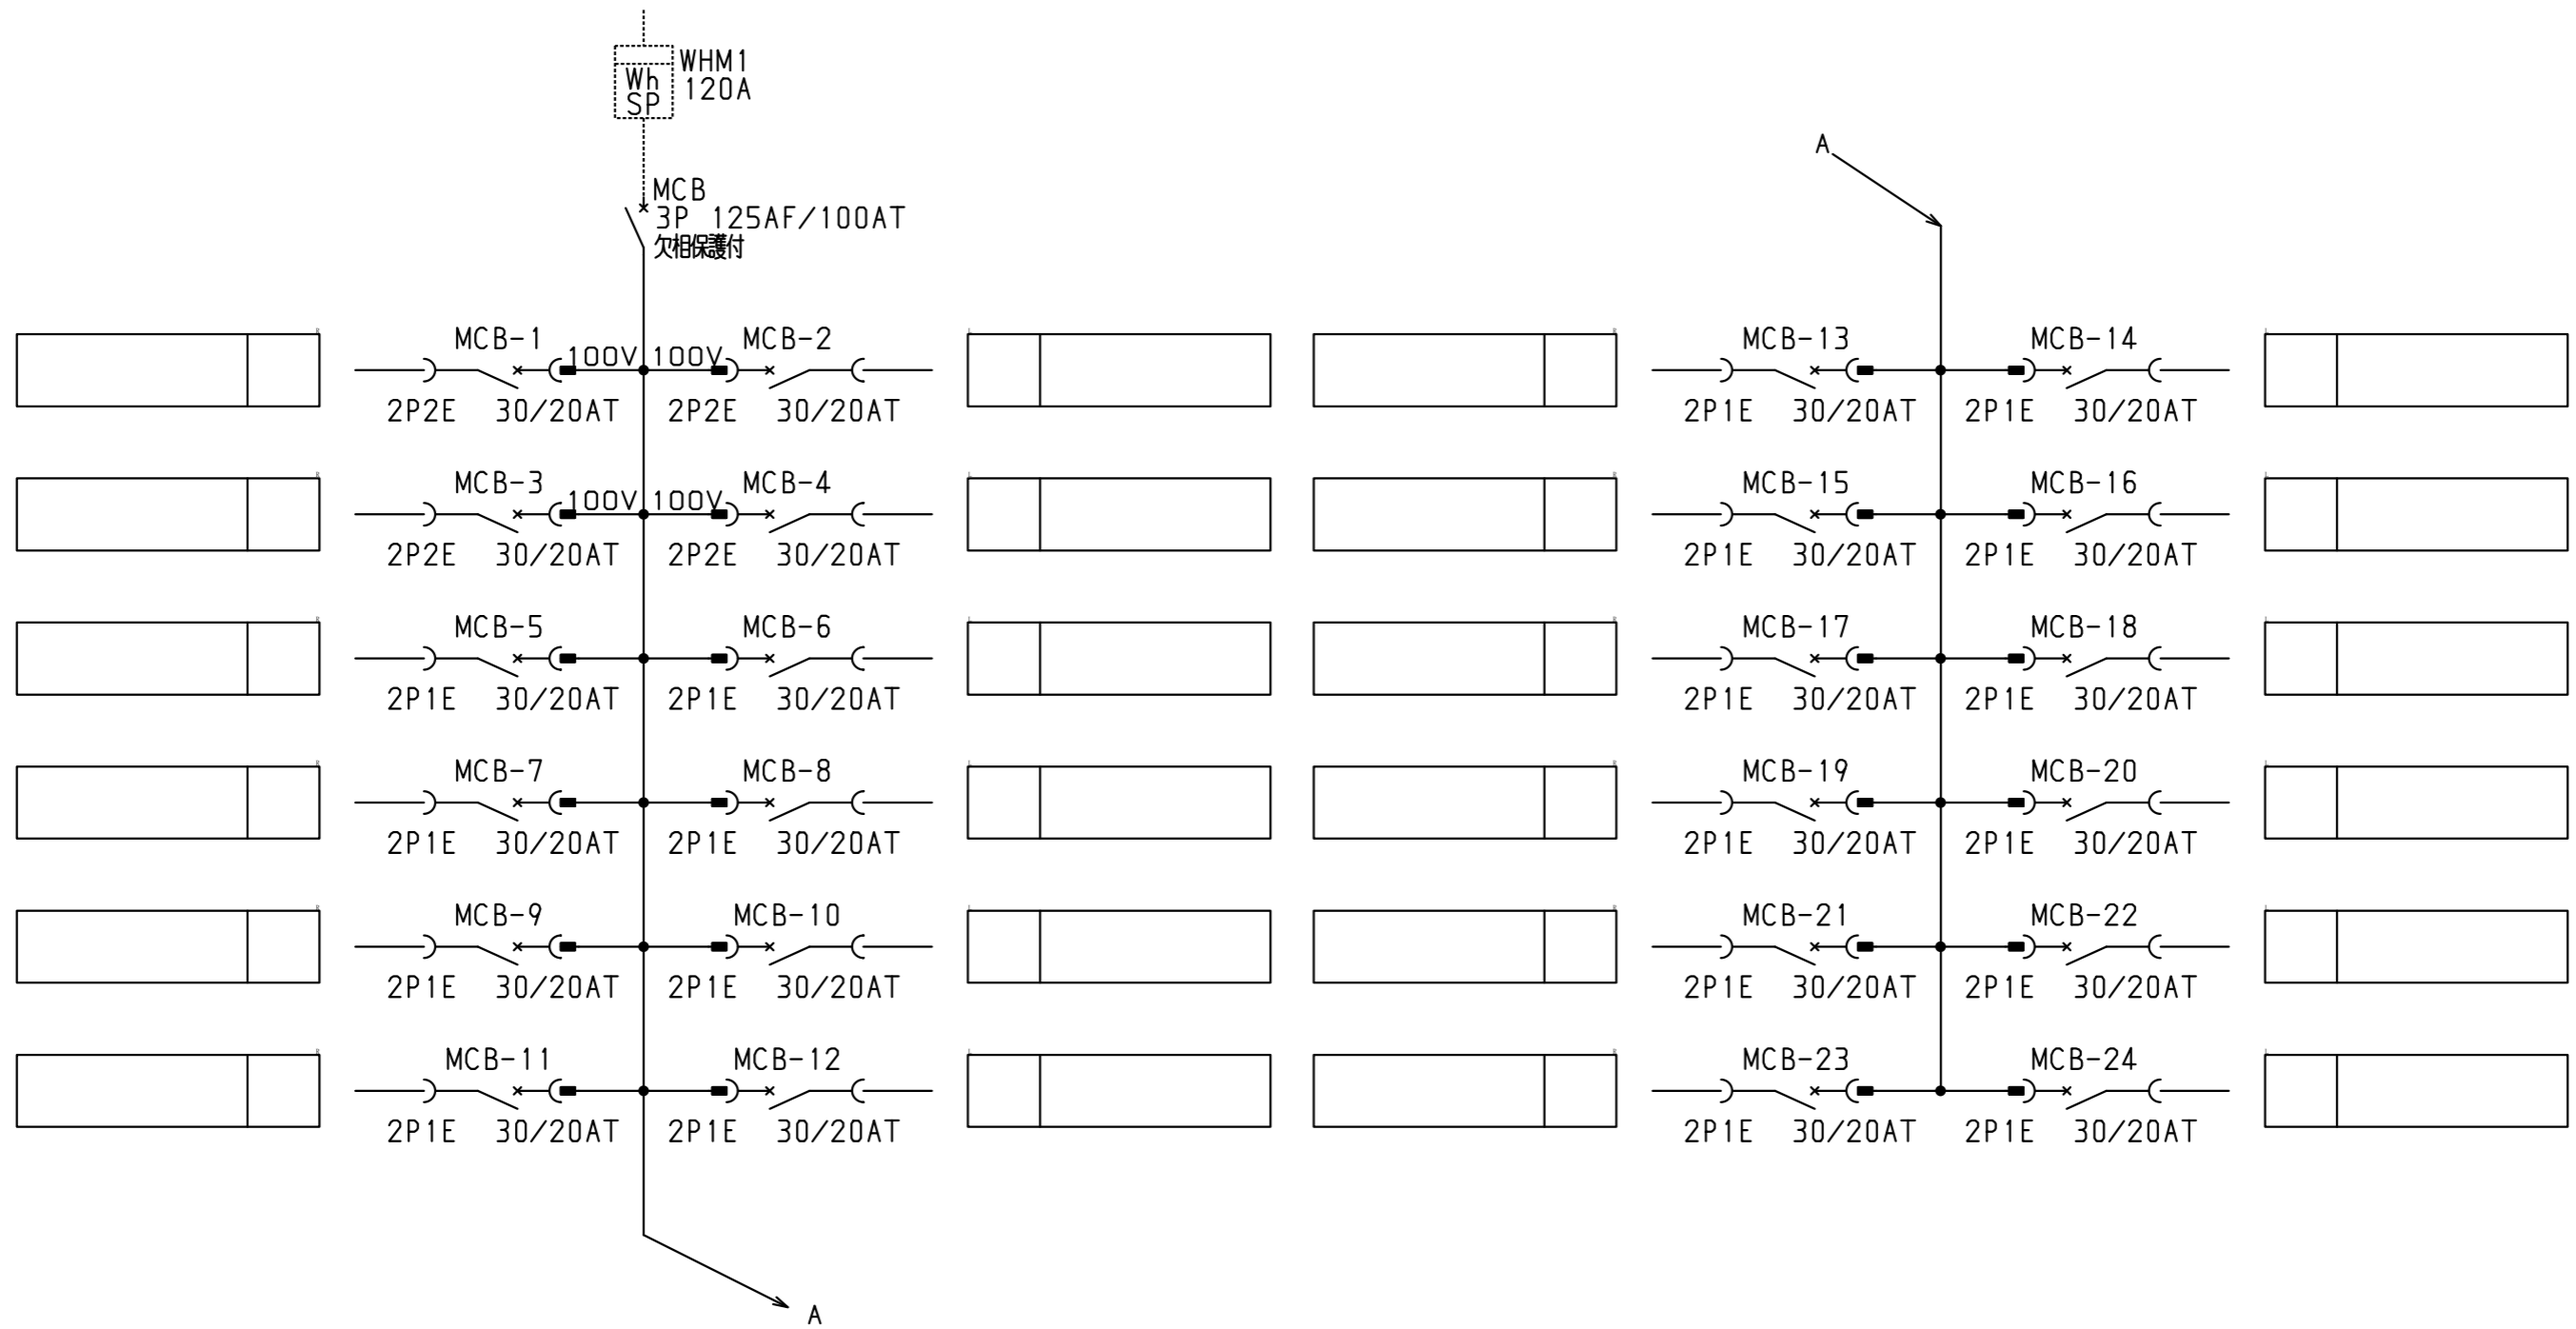 WHM1
Wh
120A
SP
MCB
3P 125AF/100AT
欠相保護付
MCB-1 100V 100V MCB-2
2P2E 30/20AT 2P2E 30/20AT
MCB-3 100V 100V MCB-4
2P2E 30/20AT 2P2E 30/20AT
MCB-5 MCB-6
2P1E 30/20AT 2P1E 30/20AT
MCB-7 MCB-8
2P1E 30/20AT 2P1E 30/20AT
MCB-9 MCB-10
2P1E 30/20AT 2P1E 30/20AT
MCB-11 MCB-12
2P1E 30/20AT 2P1E 30/20AT
A
A
MCB-13 MCB-14
2P1E 30/20AT 2P1E 30/20AT
MCB-15 MCB-16
2P1E 30/20AT 2P1E 30/20AT
MCB-17 MCB-18
2P1E 30/20AT 2P1E 30/20AT
MCB-19 MCB-20
2P1E 30/20AT 2P1E 30/20AT
MCB-21 MCB-22
2P1E 30/20AT 2P1E 30/20AT
MCB-23 MCB-24
2P1E 30/20AT 2P1E 30/20AT